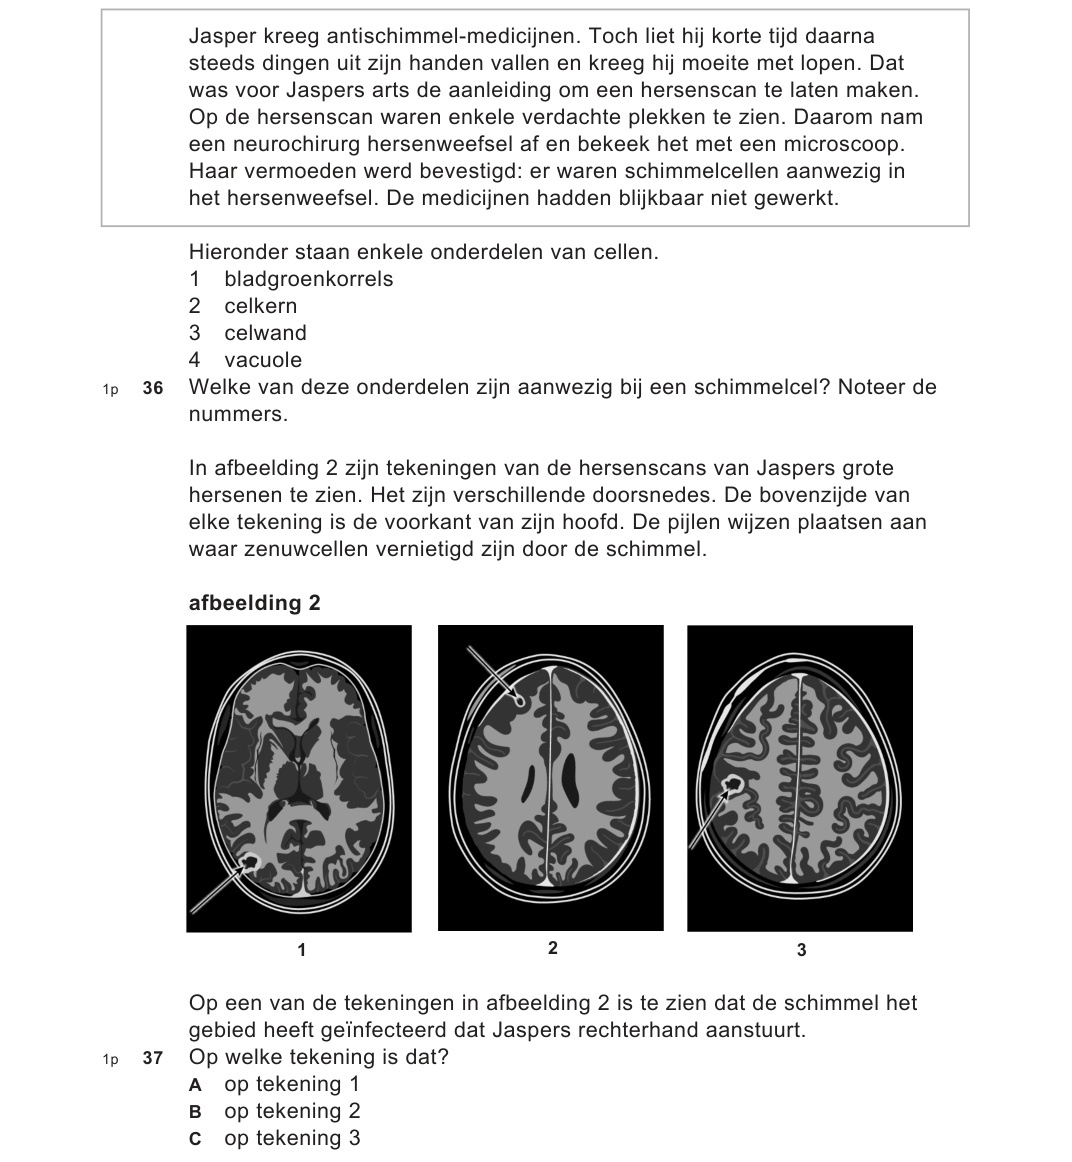 Jasper kreeg antischimmel-medicijnen. Toch liet hij korte tijd daarna
steeds dingen uit zijn handen vallen en kreeg hij moeite met lopen. Dat
was voor Jaspers arts de aanleiding om een hersenscan te laten maken.
Op de hersenscan waren enkele verdachte plekken te zien. Daarom nam
een neurochirurg hersenweefsel af en bekeek het met een microscoop.
Haar vermoeden werd bevestigd: er waren schimmelcellen aanwezig in
het hersenweefsel. De medicijnen hadden blijkbaar niet gewerkt.
Hieronder staan enkele onderdelen van cellen.
1 bladgroenkorrels
2 celkern
3 celwand
4 vacuole
1p 36 Welke van deze onderdelen zijn aanwezig bij een schimmelcel? Noteer de
nummers.
In afbeelding 2 zijn tekeningen van de hersenscans van Jaspers grote
hersenen te zien. Het zijn verschillende doorsnedes. De bovenzijde van
elke tekening is de voorkant van zijn hoofd. De pijlen wijzen plaatsen aan
waar zenuwcellen vernietigd zijn door de schimmel.
afbeelding 2
1 2 3
Op een van de tekeningen in afbeelding 2 is te zien dat de schimmel het
gebied heeft geïnfecteerd dat Jaspers rechterhand aanstuurt.
1p 37 Op welke tekening is dat?
A op tekening 1
B op tekening 2
C op tekening 3